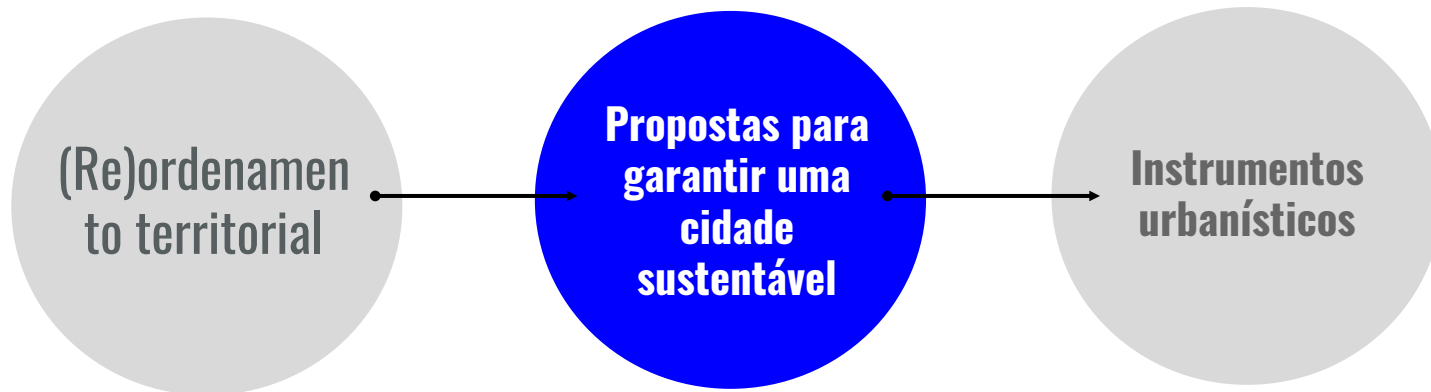 (Re)ordenamen
to territorial
Propostas para
garantir uma
cidade
sustentável
Instrumentos
urbanísticos